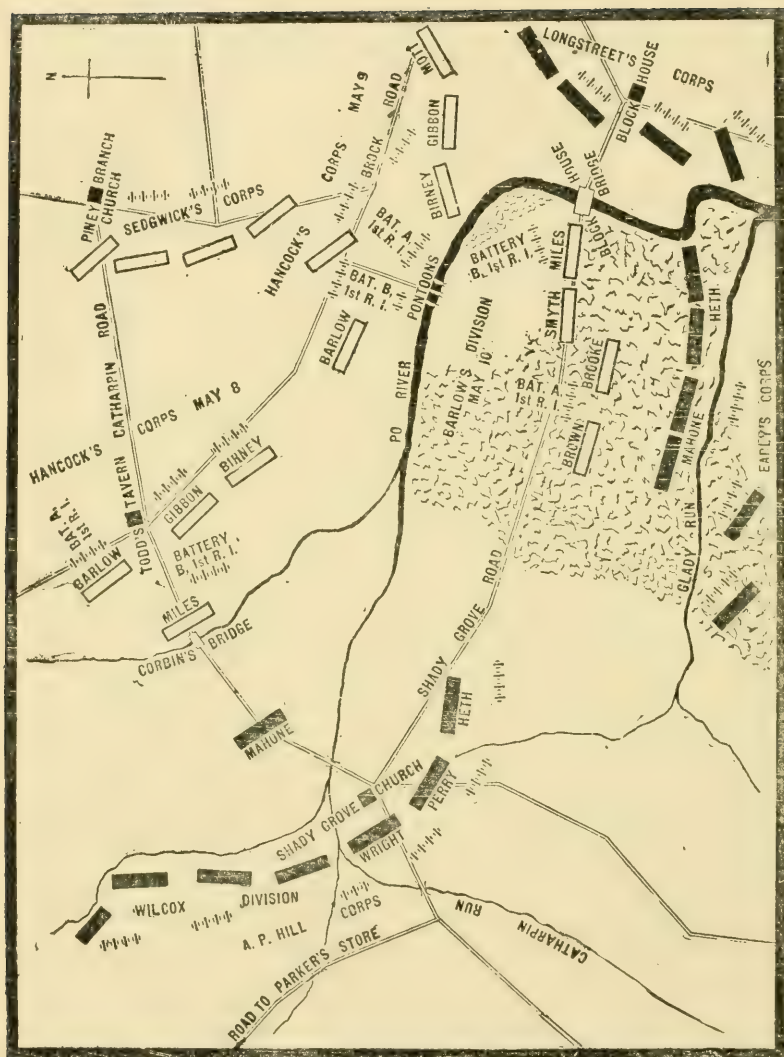 N
LONGSTREET'S
CORPS
BLOCK HOUSE
MOTT
MAY 9
BROCK ROAD
HANCOCK'S
CORPS
GIBBON
BIRNEY
PINEY BRANCH
CHURCH
SEDGWICK'S
CORPS
BAT. A.
1st R. I.
BAT. B.
1st R. I.
PONTOONS
BARLOW
BLOCK HOUSE
BRIDGE
BATTERY
B, 1st R. I.
MILES
SMYTH
BROOKE
BROWN
BAT. A.
1st R. I.
BARLOW'S DIVISION
MAY 10
PO RIVER
HETH
MAHONE
GLADY RUN
EARLY'S CORPS
CATHARPIN ROAD
HANCOCK'S
CORPS MAY 8
TODD'S TAVERN
BAT. A.
1st R. I.
BARLOW
GIBBON
BIRNEY
BATTERY
B, 1st R. I.
MILES
CORBIN'S BRIDGE
MAHONE
SHADY GROVE ROAD
HETH
PERRY
SHADY GROVE CHURCH
WRIGHT
WILCOX
DIVISION
A. P. HILL
CORPS
CATHARPIN RUN
ROAD TO PARKER'S STORE